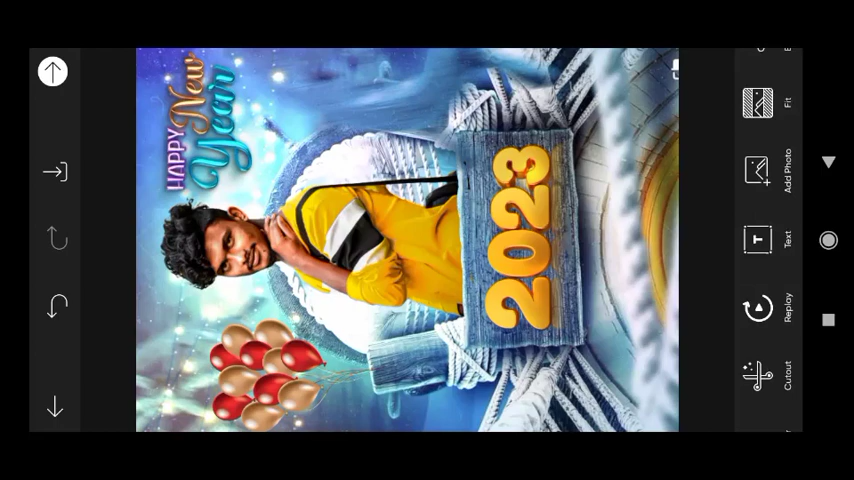 HAPPY
New
Year
2023
Fit
Add Photo
Text
T
Replay
Cutout